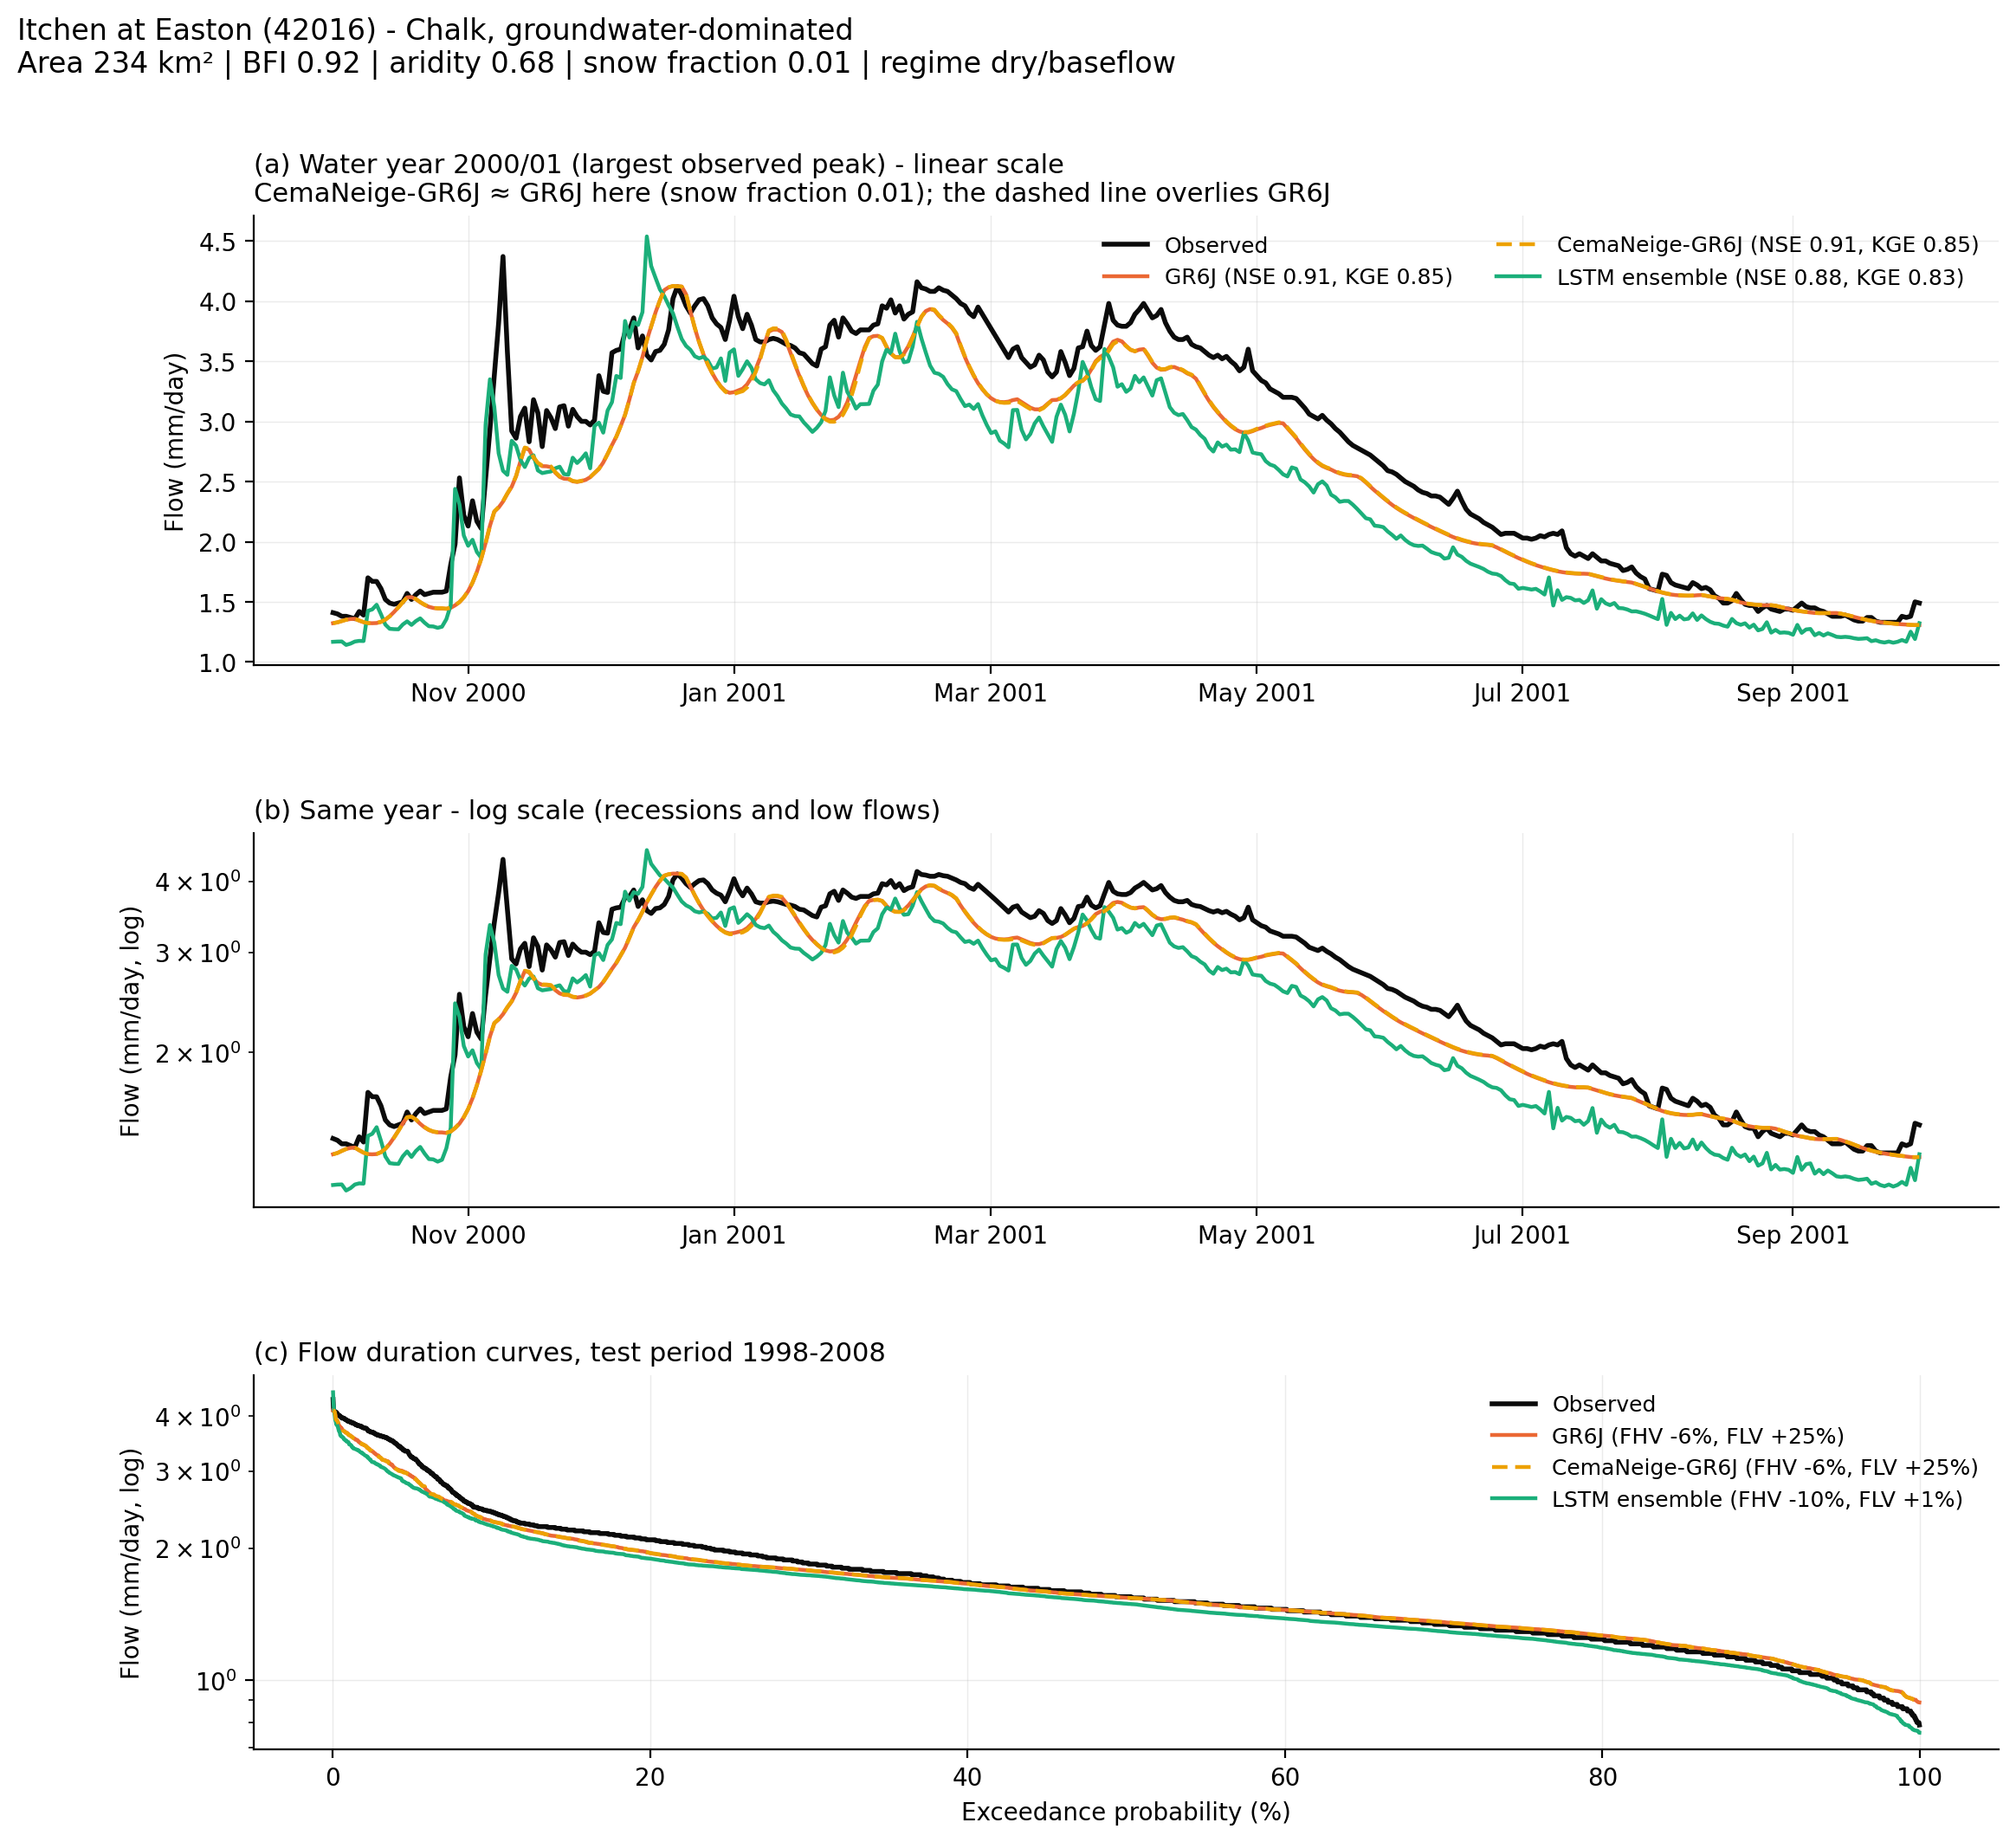 Itchen at Easton (42016) - Chalk, groundwater-dominated
Area 234 km² | BFI 0.92 | aridity 0.68 | snow fraction 0.01 | regime dry/baseflow
(a) Water year 2000/01 (largest observed peak) - linear scale
CemaNeige-GR6J ≈ GR6J here (snow fraction 0.01); the dashed line overlies GR6J
Flow (mm/day)
4.5
4.0
3.5
3.0
2.5
2.0
1.5
1.0
Observed
GR6J (NSE 0.91, KGE 0.85)
CemaNeige-GR6J (NSE 0.91, KGE 0.85)
LSTM ensemble (NSE 0.88, KGE 0.83)
Nov 2000 Jan 2001 Mar 2001 May 2001 Jul 2001 Sep 2001
(b) Same year - log scale (recessions and low flows)
Flow (mm/day, log)
4 × 10⁰
3 × 10⁰
2 × 10⁰
Nov 2000 Jan 2001 Mar 2001 May 2001 Jul 2001 Sep 2001
(c) Flow duration curves, test period 1998-2008
Flow (mm/day, log)
4 × 10⁰
3 × 10⁰
2 × 10⁰
10⁰
Observed
GR6J (FHV -6%, FLV +25%)
CemaNeige-GR6J (FHV -6%, FLV +25%)
LSTM ensemble (FHV -10%, FLV +1%)
0 20 40 60 80 100
Exceedance probability (%)